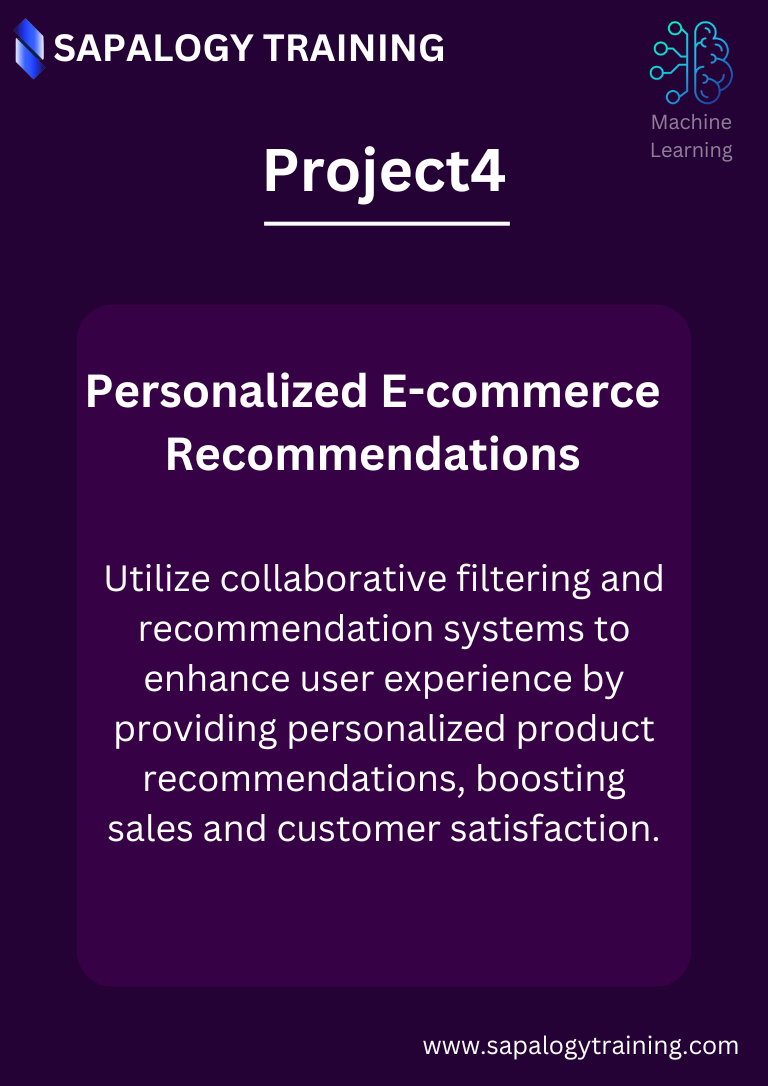 SAPALOGY TRAINING
Machine
Learning
Project4
Personalized E-commerce
Recommendations
Utilize collaborative filtering and
recommendation systems to
enhance user experience by
providing personalized product
recommendations, boosting
sales and customer satisfaction.
www.sapalogytraining.com